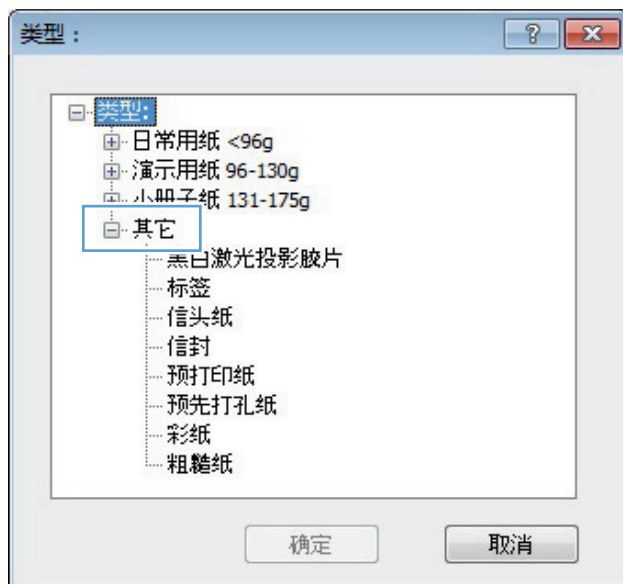 类型：
类型:
日常用纸 <96g
演示用纸 96-130g
小册子纸 131-175g
其它
黑白激光投影胶片
标签
信头纸
信封
预打印纸
预先打孔纸
彩纸
粗糙纸
确定
取消